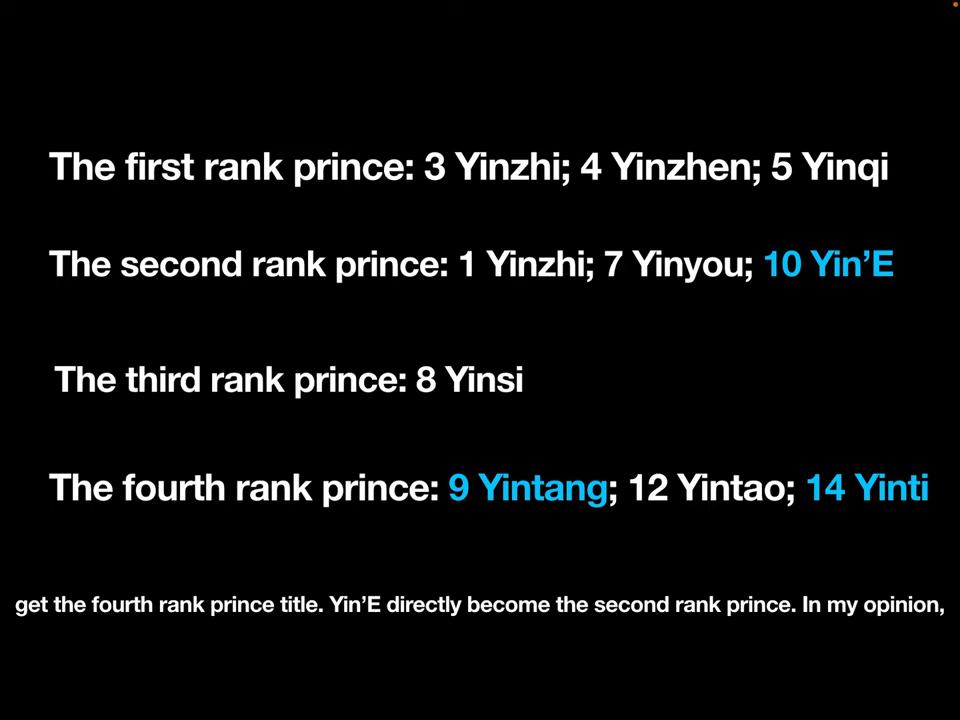 The first rank prince: 3 Yinzhi; 4 Yinzhen; 5 Yinqi
The second rank prince: 1 Yinzhi; 7 Yinyou; 10 Yin’E
The third rank prince: 8 Yinsi
The fourth rank prince: 9 Yintang; 12 Yintao; 14 Yinti
get the fourth rank prince title. Yin’E directly become the second rank prince. In my opinion,